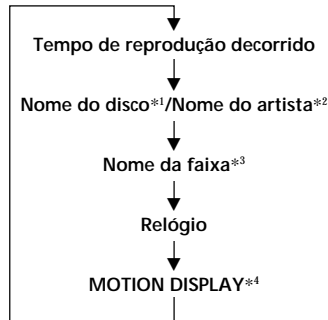 Tempo de reprodução decorrido
Nome do disco*1/Nome do artista*2
Nome da faixa*3
Relógio
MOTION DISPLAY*4